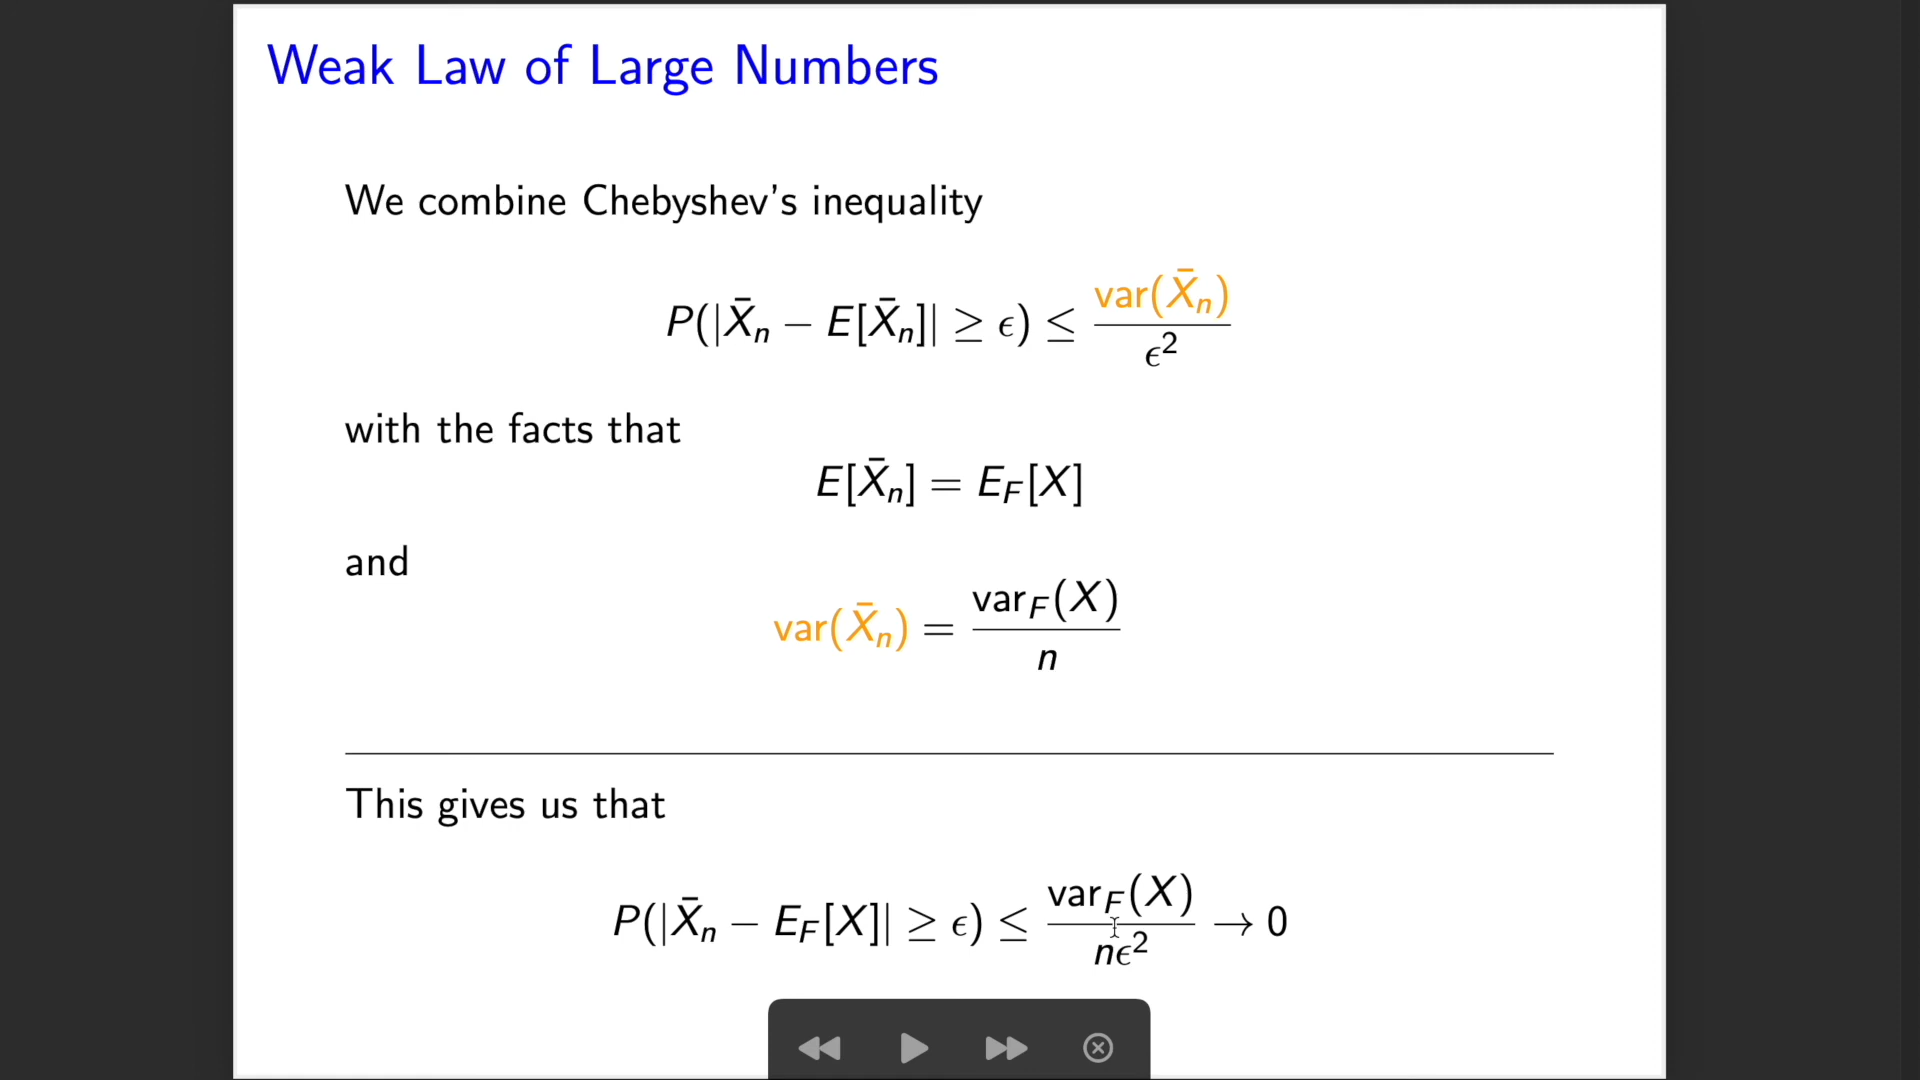 Weak Law of Large Numbers
We combine Chebyshev's inequality
P(|X̄ₙ − E[X̄ₙ]| ≥ ϵ) ≤ var(X̄ₙ) / ϵ²
with the facts that
E[X̄ₙ] = E_F[X]
and
var(X̄ₙ) = var_F(X) / n
This gives us that
P(|X̄ₙ − E_F[X]| ≥ ϵ) ≤ var_F(X) / nϵ² → 0